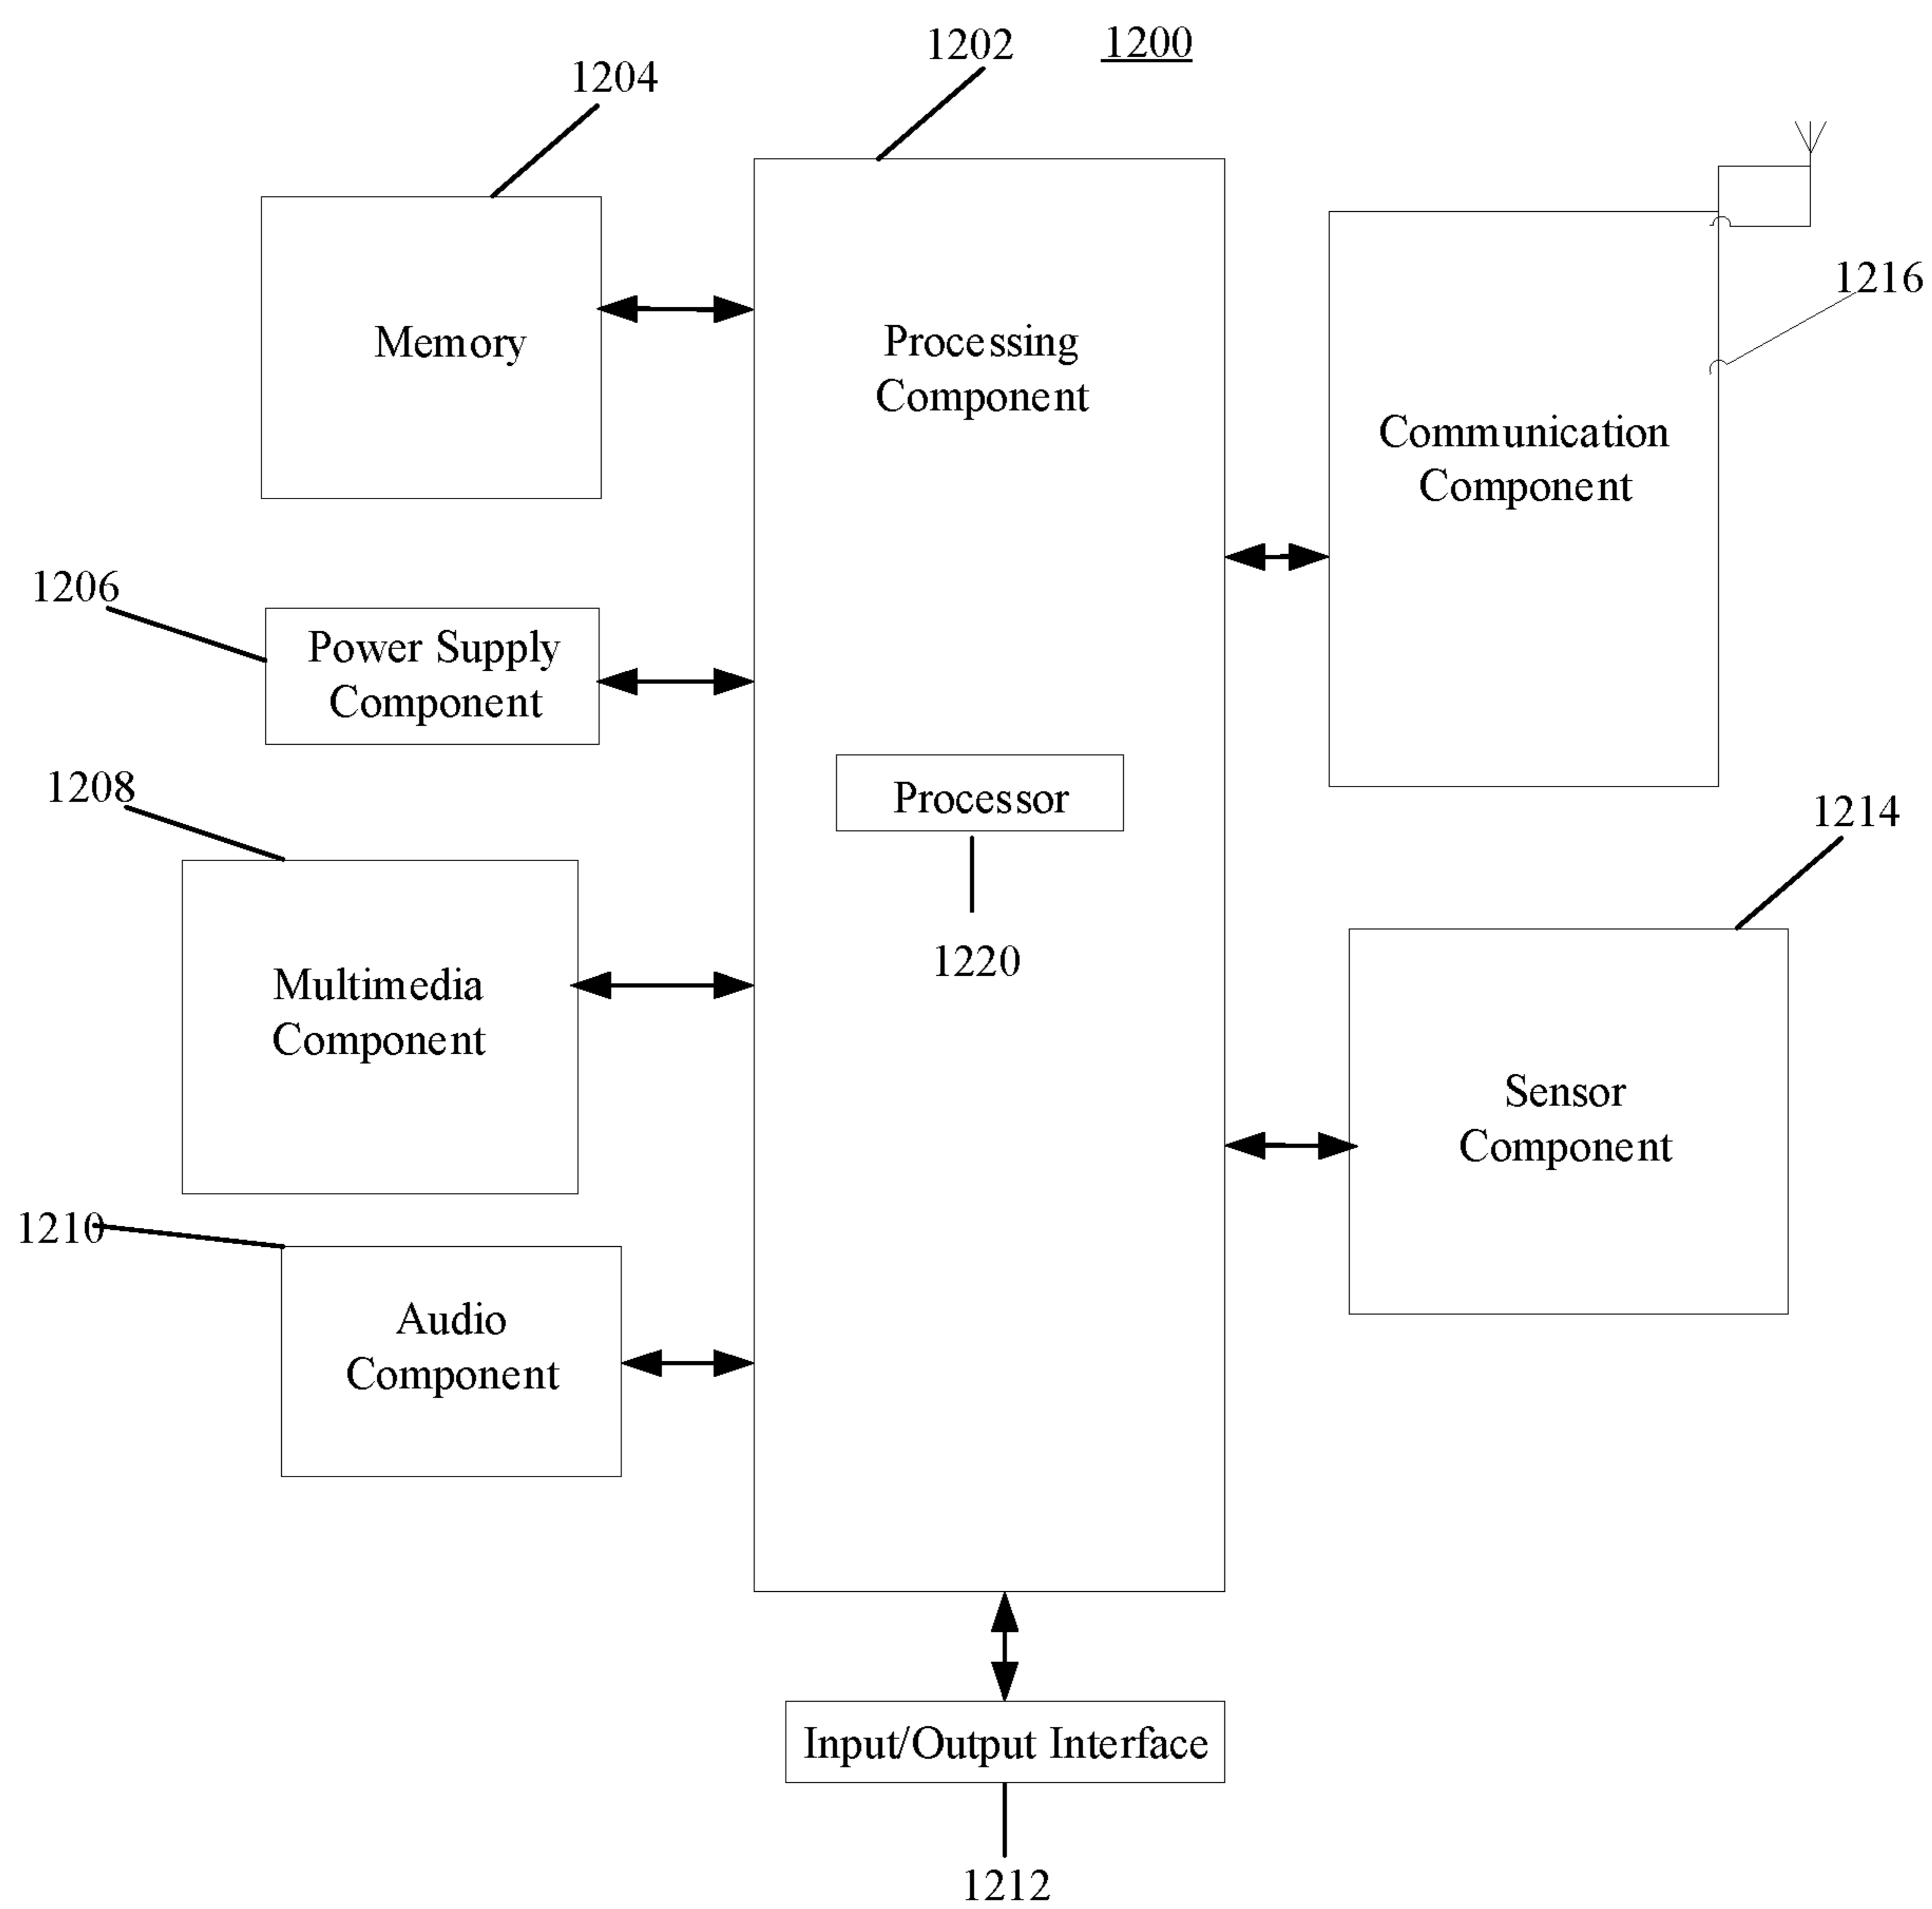 1202
1200
1204
1216
Memory
Processing
Component
Communication
Component
1206
Power Supply
Component
1208
Processor
1214
1220
Multimedia
Component
Sensor
Component
1210
Audio
Component
Input/Output Interface
1212